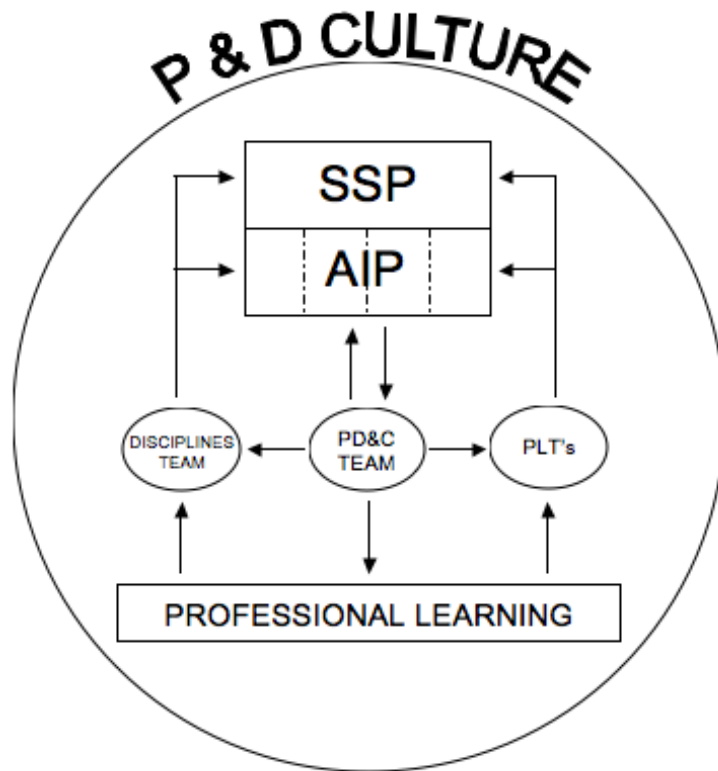 P & D CULTURE
SSP
AIP
DISCIPLINES
TEAM
PD&C
TEAM
PLT's
PROFESSIONAL LEARNING